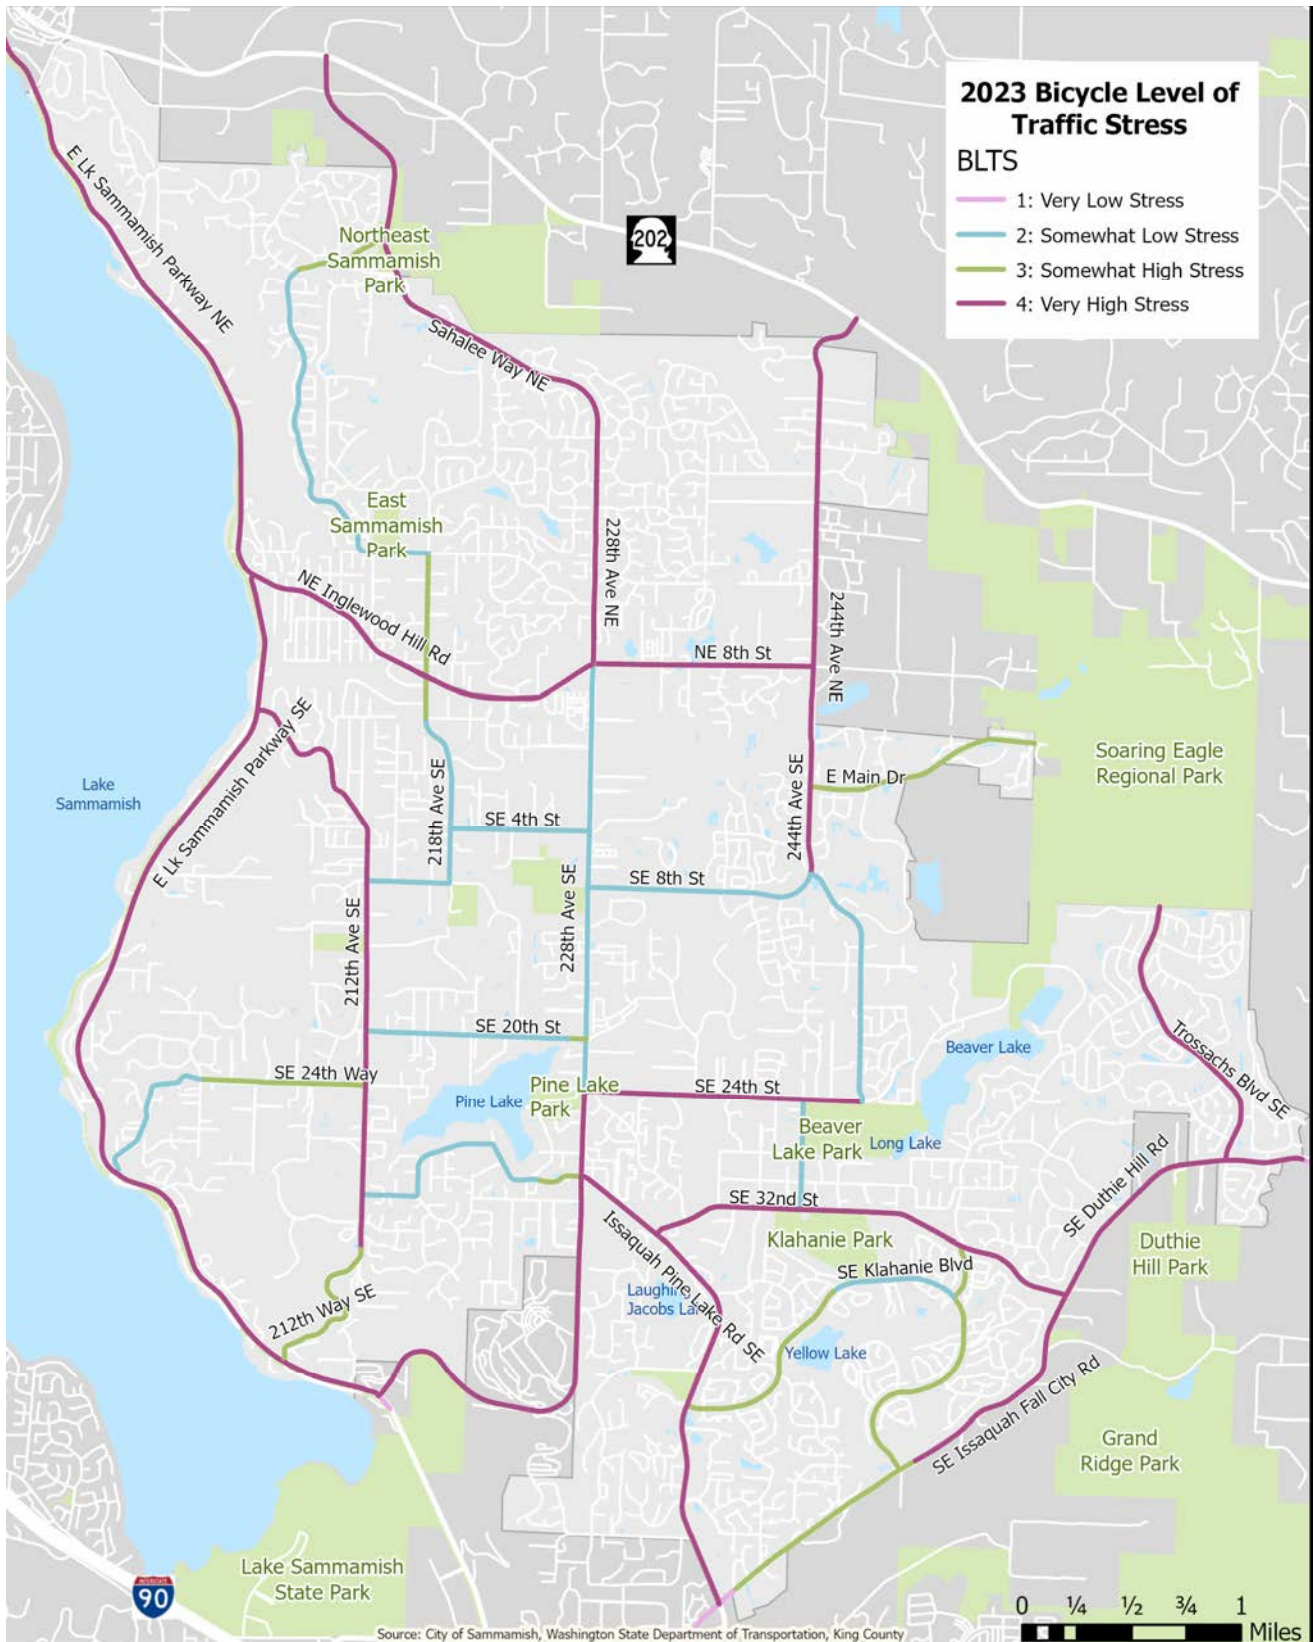 2023 Bicycle Level of
Traffic Stress
BLTS
1: Very Low Stress
2: Somewhat Low Stress
3: Somewhat High Stress
4: Very High Stress
E Lk Sammamish Parkway NE
Northeast
Sammamish
Park
202
Sahalee Way NE
East
Sammamish
Park
228th Ave NE
NE Inglewood Hill Rd
244th Ave NE
NE 8th St
E Lk Sammamish Parkway SE
Lake
Sammamish
218th Ave SE
SE 4th St
244th Ave SE
E Main Dr
Soaring Eagle
Regional Park
SE 8th St
228th Ave SE
212th Ave SE
SE 20th St
Beaver Lake
Trossachs Blvd SE
SE 24th Way
Pine Lake
Pine Lake
Park
SE 24th St
Beaver
Lake Park
Long Lake
SE Duthie Hill Rd
SE 32nd St
Issaquah Pine Lake Rd SE
Klahanie Park
SE Klahanie Blvd
Duthie
Hill Park
Jacobs
212th Way SE
Yellow Lake
SE Issaquah Fall City Rd
Grand
Ridge Park
Lake Sammamish
State Park
INTERSTATE
90
0 ¼ ½ ¾ 1
Miles
Source: City of Sammamish, Washington State Department of Transportation, King County